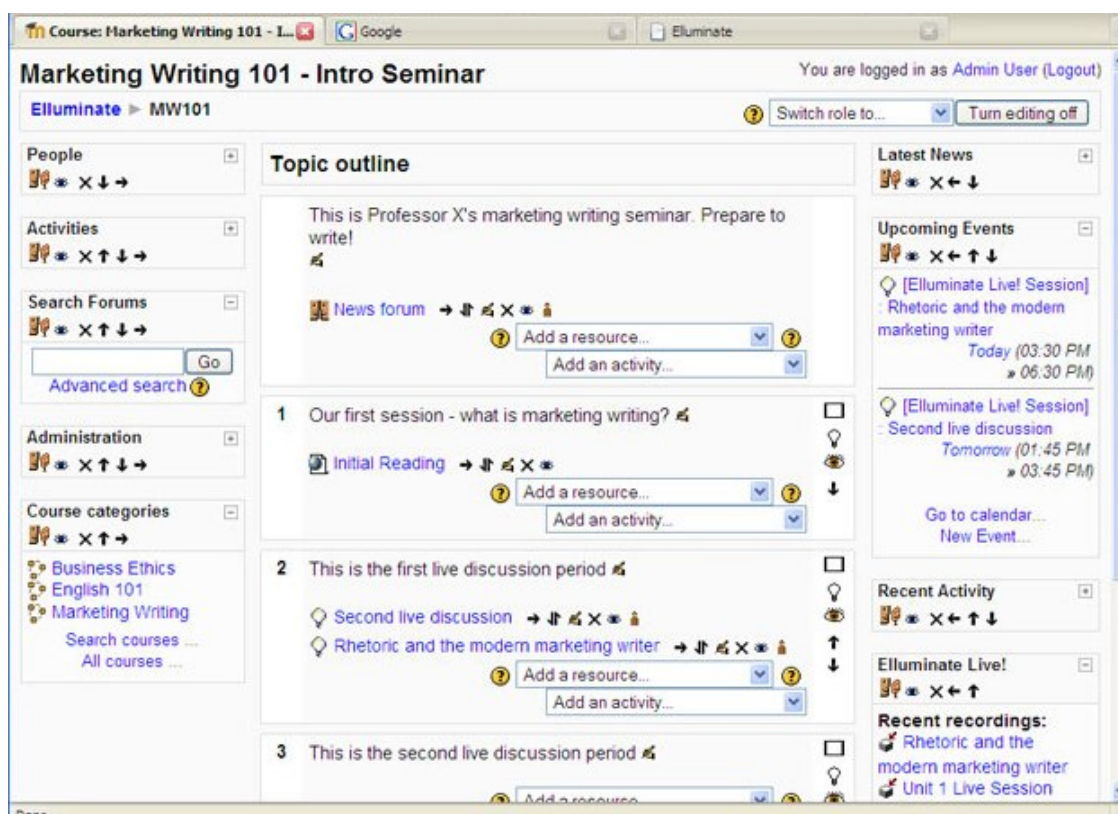 Course: Marketing Writing 101 - I...
Google
Elluminate
Marketing Writing 101 - Intro Seminar
You are logged in as Admin User (Logout)
Elluminate ► MW101
Switch role to...
Turn editing off
People
Activities
Search Forums
Go
Advanced search
Administration
Course categories
Business Ethics
English 101
Marketing Writing
Search courses ...
All courses ...
Topic outline
This is Professor X's marketing writing seminar. Prepare to
write!
News forum
Add a resource...
Add an activity...
1 Our first session - what is marketing writing?
Initial Reading
Add a resource...
Add an activity...
2 This is the first live discussion period
Second live discussion
Rhetoric and the modern marketing writer
Add a resource...
Add an activity...
3 This is the second live discussion period
Add a resource
Latest News
Upcoming Events
[Elluminate Live! Session]
: Rhetoric and the modern
marketing writer
Today (03:30 PM
» 06:30 PM)
[Elluminate Live! Session]
: Second live discussion
Tomorrow (01:45 PM
» 03:45 PM)
Go to calendar...
New Event...
Recent Activity
Elluminate Live!
Recent recordings:
Rhetoric and the
modern marketing writer
Unit 1 Live Session